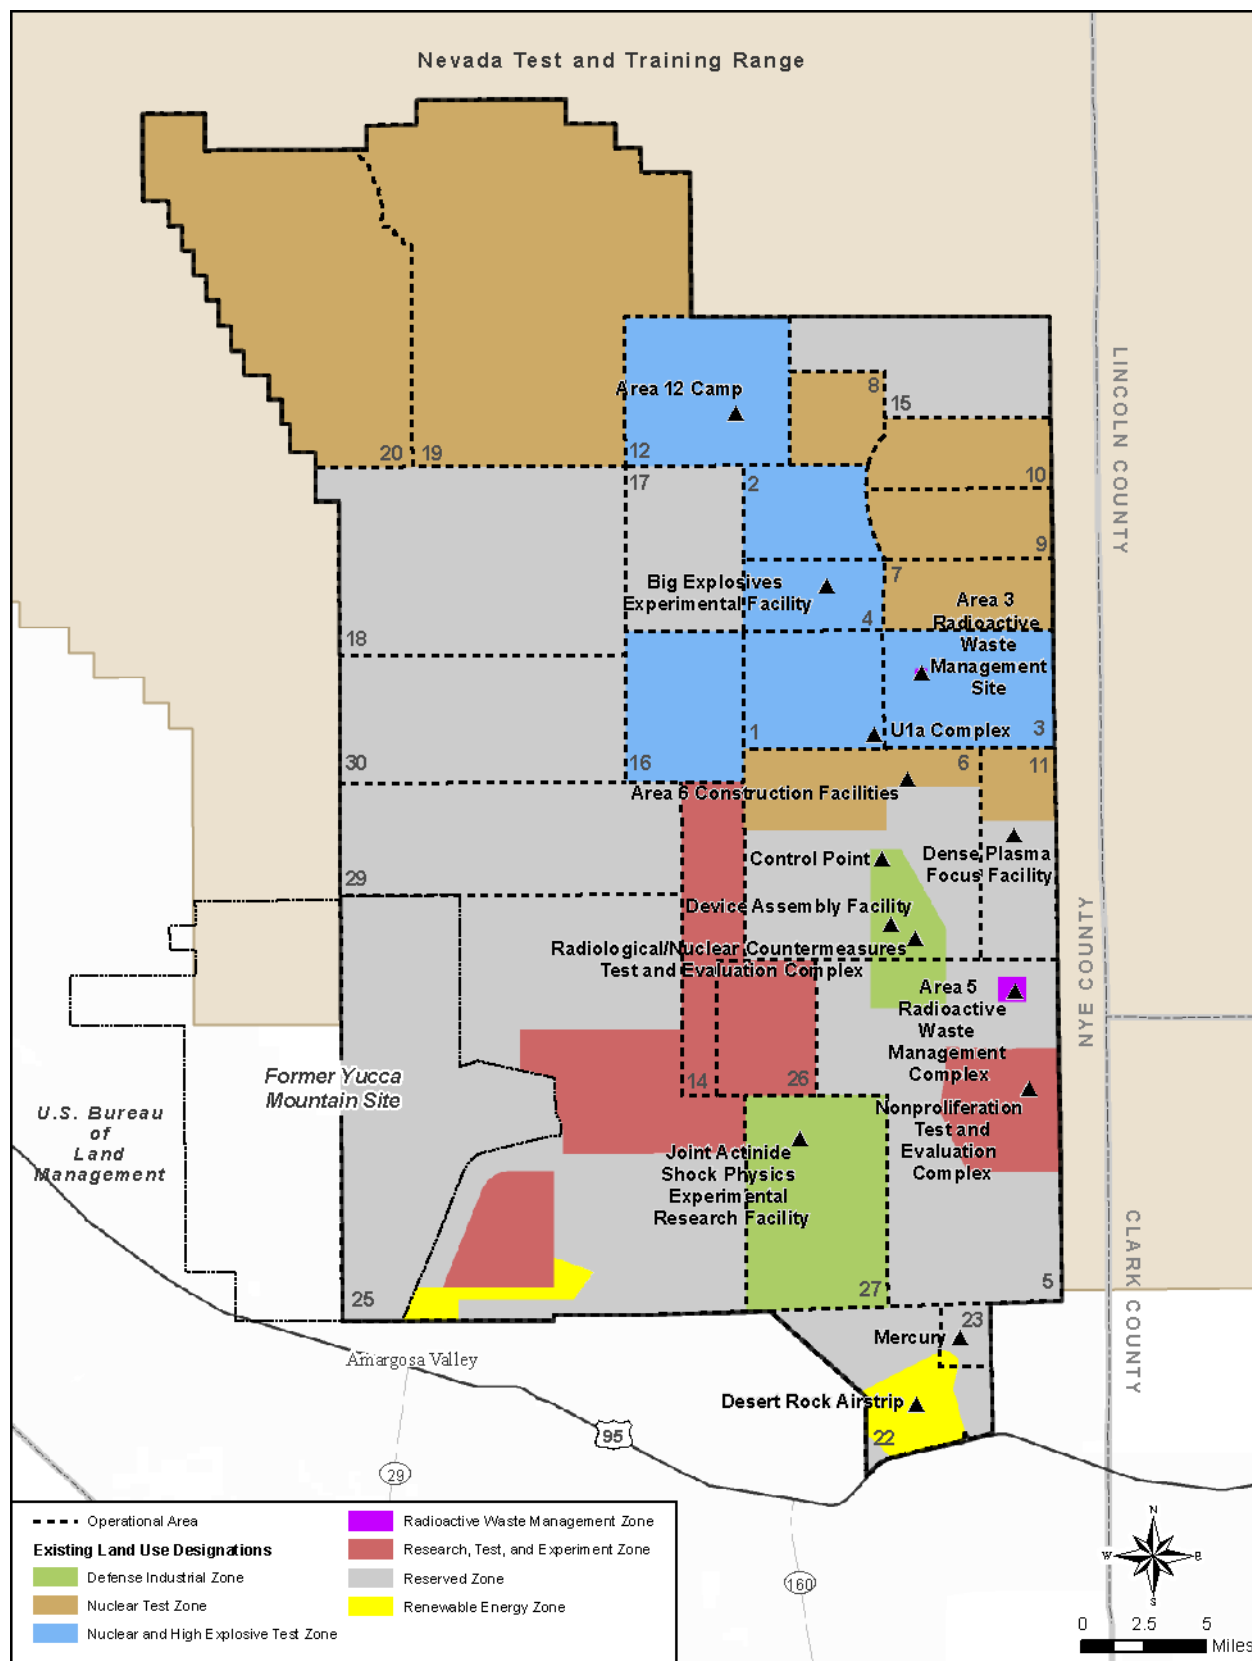 Nevada Test and Training Range
LINCOLN COUNTY
Area 12 Camp
8
15
20
19
12
17
2
10
9
7
Big Explosives
Experimental Facility
4
Area 3
Radioactive
Waste
Management
Site
18
1
U1a Complex
3
30
16
6
11
Area 6 Construction Facilities
Control Point
Dense Plasma
Focus Facility
29
Device Assembly Facility
Radiological/Nuclear Countermeasures
Test and Evaluation Complex
NYE COUNTY
Area 5
Radioactive
Waste
Management
Complex
Former Yucca
Mountain Site
14
26
U.S. Bureau
of
Land
Management
Nonproliferation
Test and
Evaluation
Complex
Joint Actinide
Shock Physics
Experimental
Research Facility
CLARK COUNTY
25
27
5
23
Mercury
Amargosa Valley
Desert Rock Airstrip
22
95
29
160
Operational Area
Existing Land Use Designations
Defense Industrial Zone
Nuclear Test Zone
Nuclear and High Explosive Test Zone
Radioactive Waste Management Zone
Research, Test, and Experiment Zone
Reserved Zone
Renewable Energy Zone
N
W
E
S
0 2.5 5
Miles